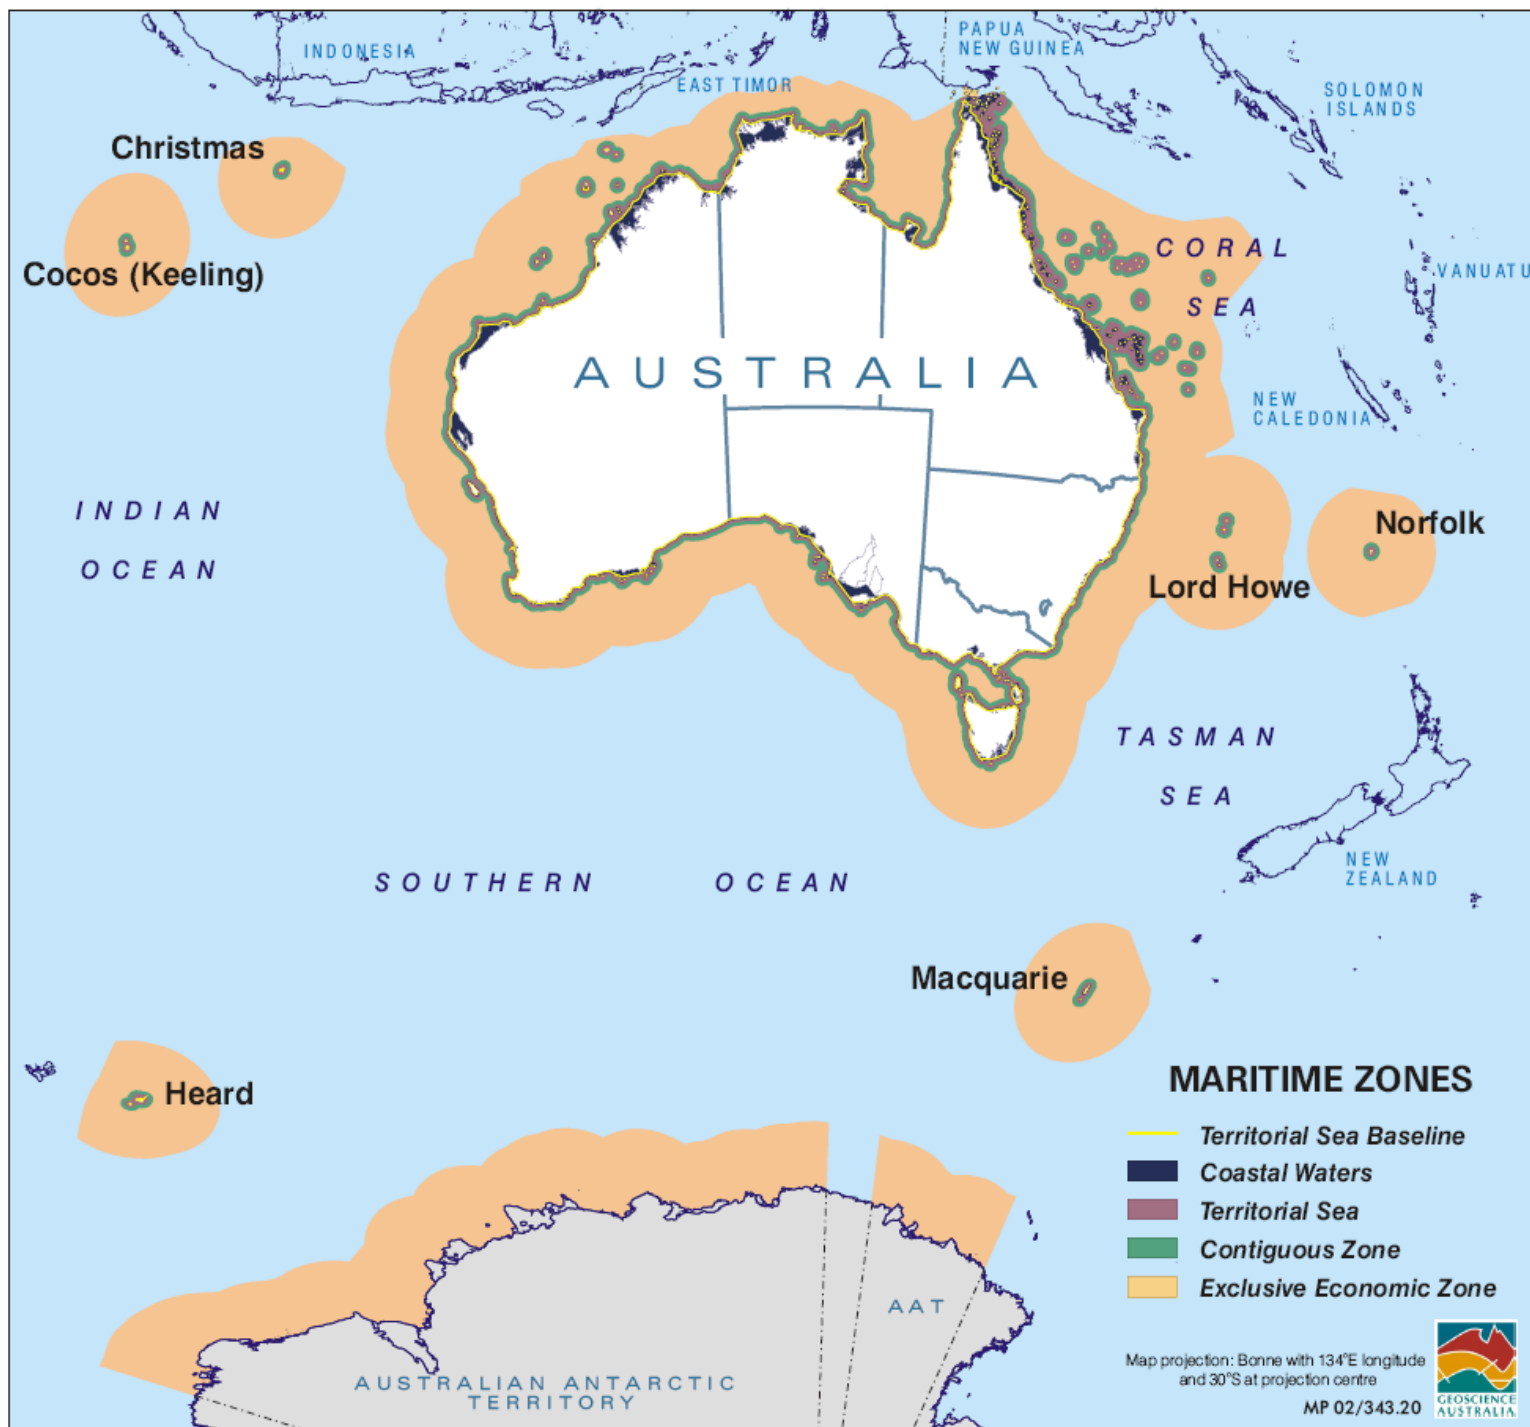 INDONESIA
PAPUA
NEW GUINEA
EAST TIMOR
SOLOMON
ISLANDS
Christmas
Cocos (Keeling)
CORAL
SEA
VANUATU
AUSTRALIA
NEW
CALEDONIA
INDIAN
OCEAN
Norfolk
Lord Howe
TASMAN
SEA
NEW
ZEALAND
SOUTHERN OCEAN
Macquarie
Heard
MARITIME ZONES
Territorial Sea Baseline
Coastal Waters
Territorial Sea
Contiguous Zone
Exclusive Economic Zone
AAT
AUSTRALIAN ANTARCTIC
TERRITORY
Map projection: Bonne with 134°E longitude
and 30°S at projection centre
MP 02/343.20
GEOSCIENCE
AUSTRALIA